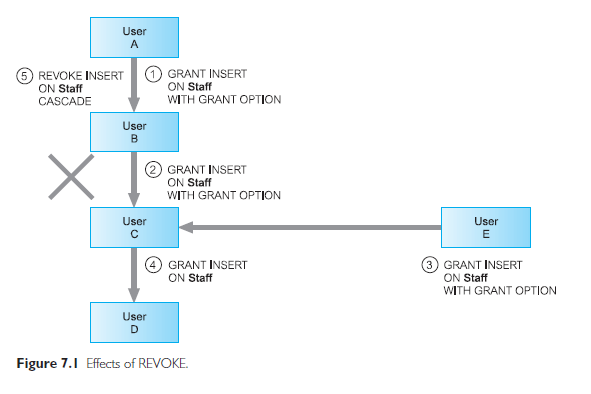 User
A
5 REVOKE INSERT
ON Staff
CASCADE
1 GRANT INSERT
ON Staff
WITH GRANT OPTION
User
B
2 GRANT INSERT
ON Staff
WITH GRANT OPTION
User
C
User
E
4 GRANT INSERT
ON Staff
3 GRANT INSERT
ON Staff
WITH GRANT OPTION
User
D
Figure 7.1 Effects of REVOKE.